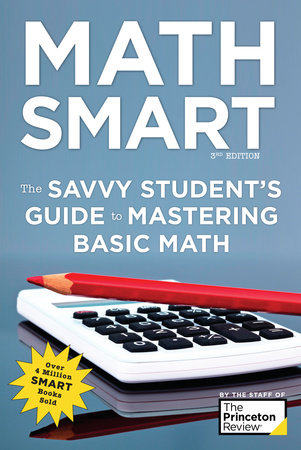 MATH
SMART
3RD EDITION
The SAVVY STUDENT'S
GUIDE to MASTERING
BASIC MATH
Over
4 Million
SMART
Books
Sold
BY THE STAFF OF
The
Princeton
Review®